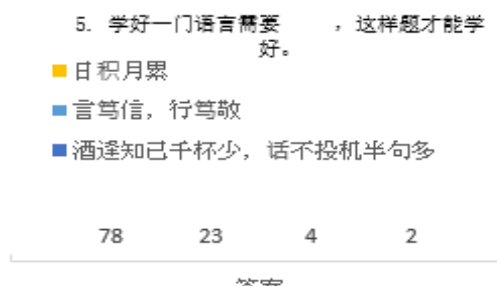 5. 学好一门语言需要      ，这样题才能学
好。
日积月累
言笃信，行笃敬
酒逢知己千杯少，话不投机半句多
78 23 4 2
答案